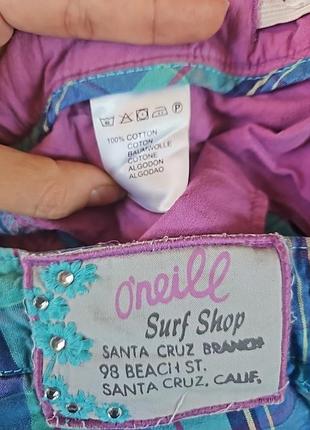 100% COTTON
COTON
BAUMWOLLE
COTONE
ALGODON
ALGODAO
O'neill
Surf Shop
SANTA CRUZ BRANCH
98 BEACH ST.
SANTA CRUZ, CALIF.